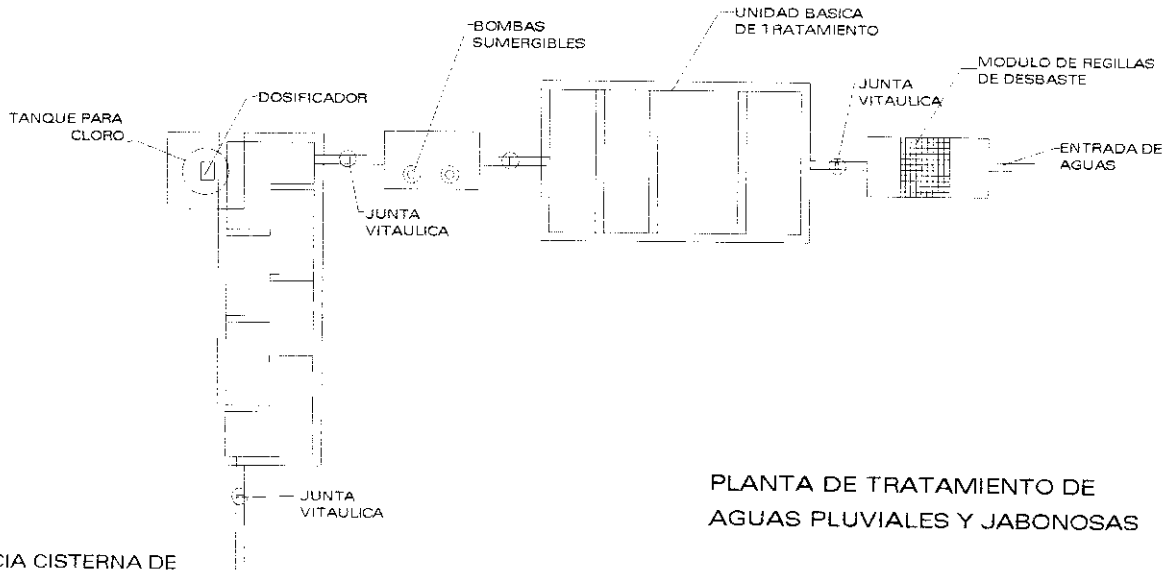 UNIDAD BASICA
DE TRATAMIENTO
BOMBAS
SUMERGIBLES
MODULO DE REGILLAS
DE DESBASTE
JUNTA
VITAULICA
DOSIFICADOR
TANQUE PARA
CLORO
ENTRADA DE
AGUAS
JUNTA
VITAULICA
JUNTA
VITAULICA
PLANTA DE TRATAMIENTO DE
AGUAS PLUVIALES Y JABONOSAS
CIA CISTERNA DE